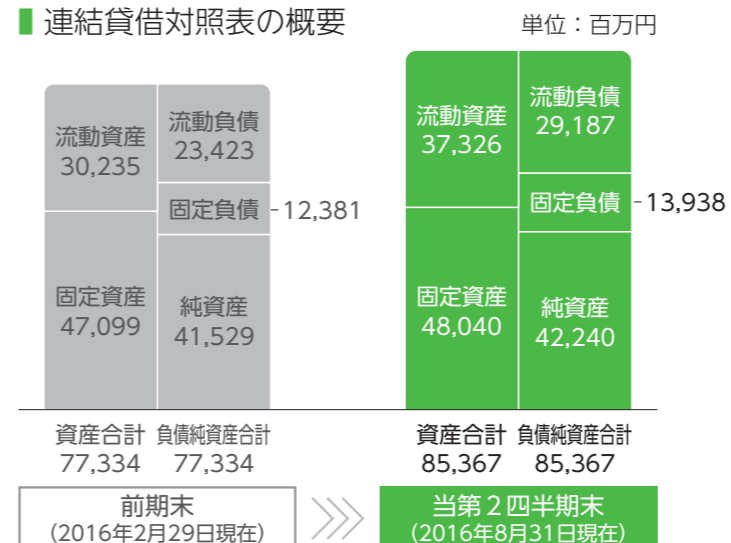 連結貸借対照表の概要
単位：百万円
流動資産
30,235
流動負債
23,423
固定負債
12,381
固定資産
47,099
純資産
41,529
資産合計
77,334
負債純資産合計
77,334
前期末
（2016年2月29日現在）
流動資産
37,326
流動負債
29,187
固定負債
13,938
固定資産
48,040
純資産
42,240
資産合計
85,367
負債純資産合計
85,367
当第２四半期末
（2016年8月31日現在）